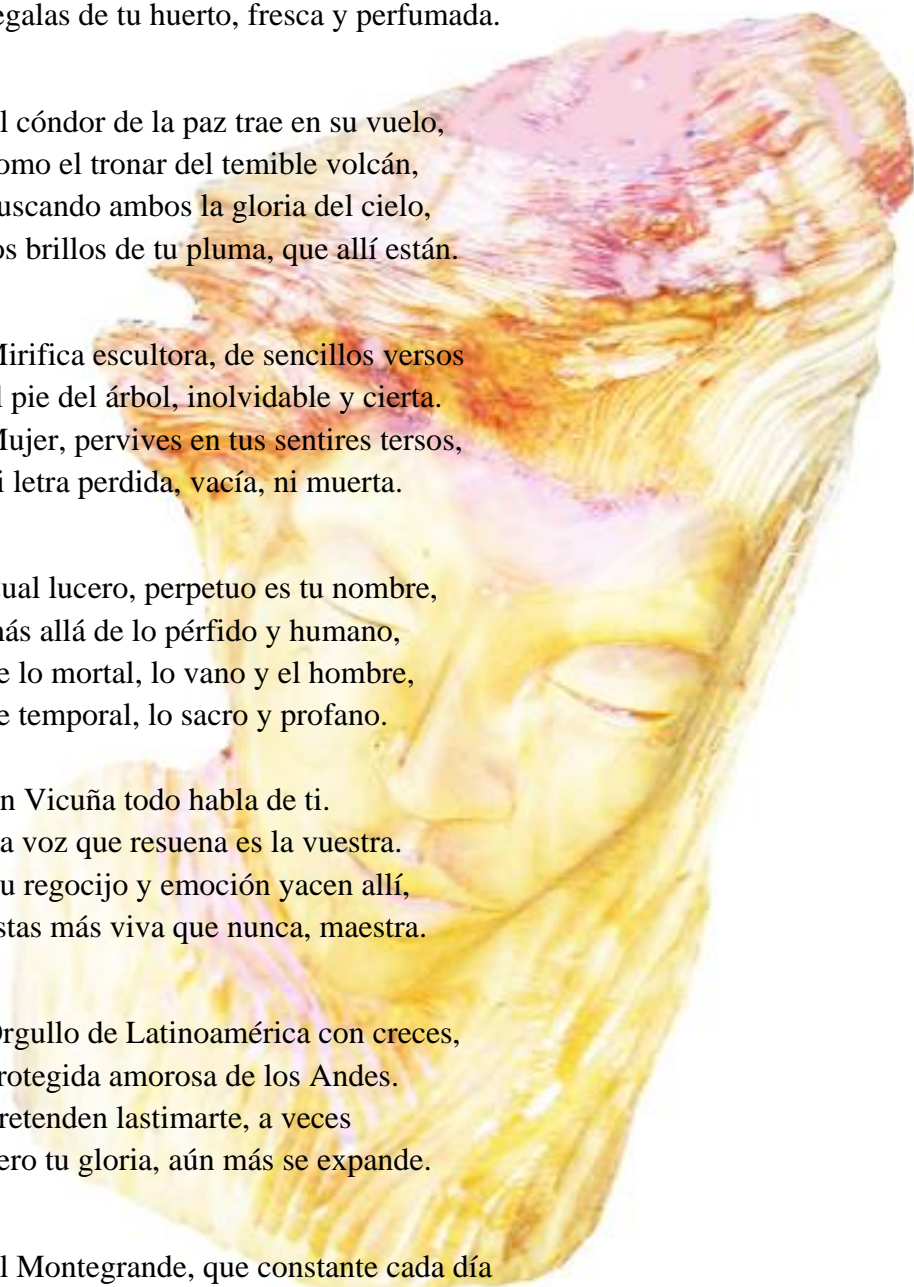 egalas de tu huerto, fresca y perfumada.
l cóndor de la paz trae en su vuelo,
omo el tronar del temible volcán,
uscando ambos la gloria del cielo,
os brillos de tu pluma, que allí están.
Mirifica escultora, de sencillos versos
l pie del árbol, inolvidable y cierta.
Mujer, pervives en tus sentires tersos,
i letra perdida, vacía, ni muerta.
ual lucero, perpetuo es tu nombre,
más allá de lo pérfido y humano,
e lo mortal, lo vano y el hombre,
e temporal, lo sacro y profano.
n Vicuña todo habla de ti.
a voz que resuena es la vuestra.
u regocijo y emoción yacen allí,
stas más viva que nunca, maestra.
Orgullo de Latinoamérica con creces,
rotegida amorosa de los Andes.
retenden lastimarte, a veces
ero tu gloria, aún más se expande.
l Montegrande, que constante cada día